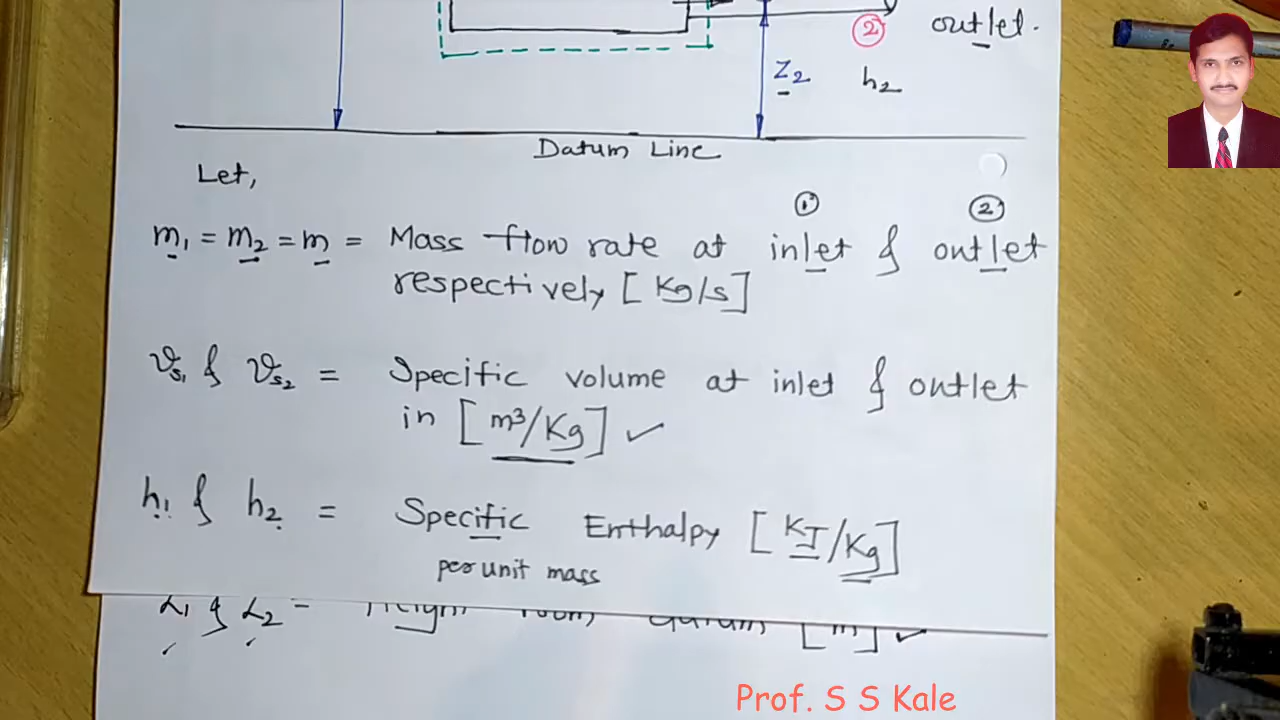 ② outlet.
Z2 h2
Datum Line
Let,
① ②
m1 = m2 = m = Mass flow rate at inlet & outlet
respectively [Kg/s]
vs1 & vs2 = Specific volume at inlet & outlet
in [m³/Kg] ✓
h1 & h2 = Specific Enthalpy [KJ/Kg]
per unit mass
Prof. S S Kale